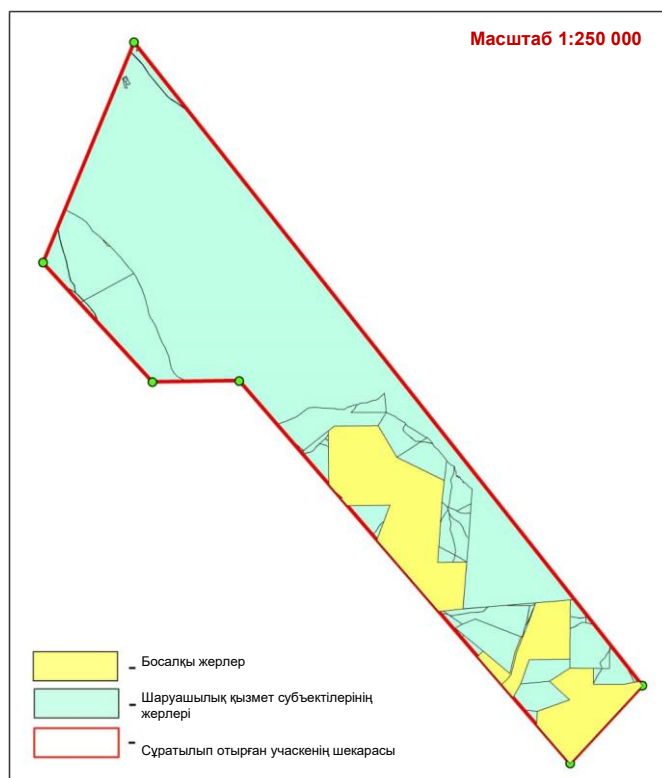 Масштаб 1:250 000
- Босалқы жерлер
- Шаруашылық қызмет субъектілерінің
жерлері
- Сұратылып отырған учаскенің шекарасы